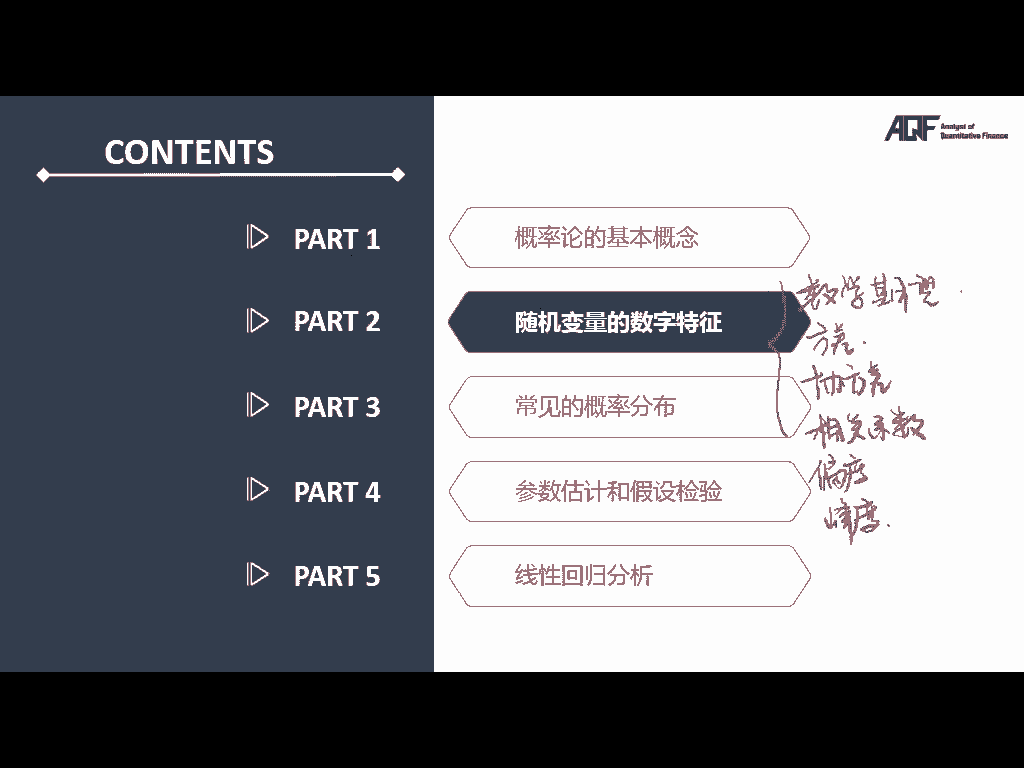 CONTENTS
AQF Analyst of
Quantitative Finance
PART 1
概率论的基本概念
PART 2
随机变量的数字特征
数学期望
方差
协方差
相关系数
偏度
峰度
PART 3
常见的概率分布
PART 4
参数估计和假设检验
PART 5
线性回归分析